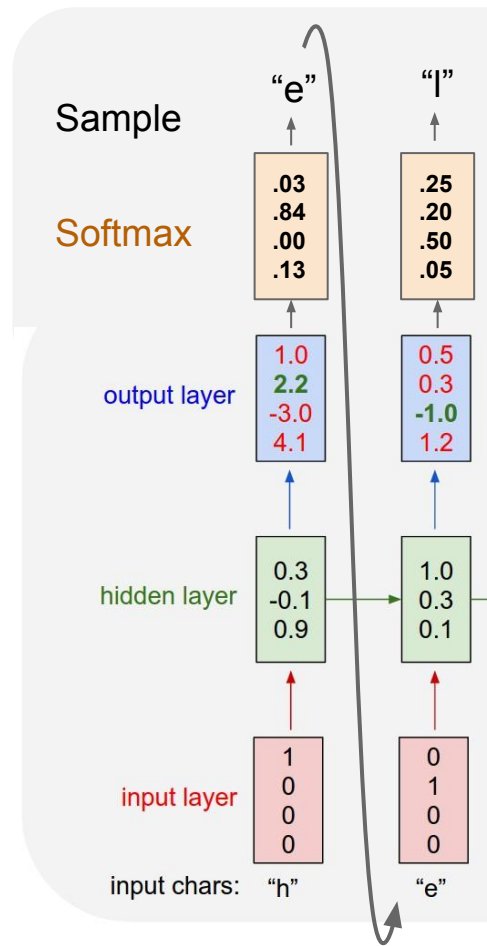 “e” “l”
Sample
.03 .25
.84 .20
.00 .50
.13 .05
Softmax
1.0 0.5
2.2 0.3
-3.0 -1.0
4.1 1.2
output layer
0.3 1.0
-0.1 0.3
0.9 0.1
hidden layer
1 0
0 1
0 0
0 0
input layer
input chars: “h” “e”